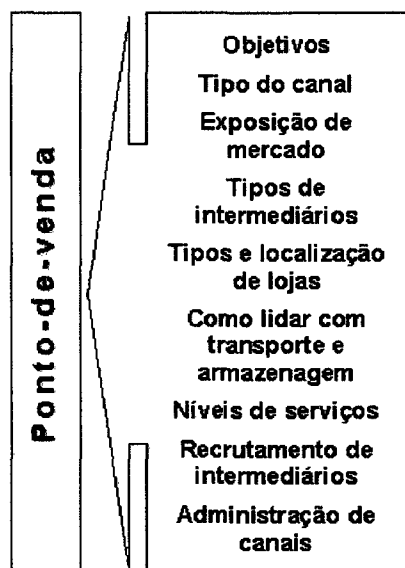 Ponto-de-venda
Objetivos
Tipo do canal
Exposição de
mercado
Tipos de
intermediários
Tipos e localização
de lojas
Como lidar com
transporte e
armazenagem
Níveis de serviços
Recrutamento de
intermediários
Administração de
canais